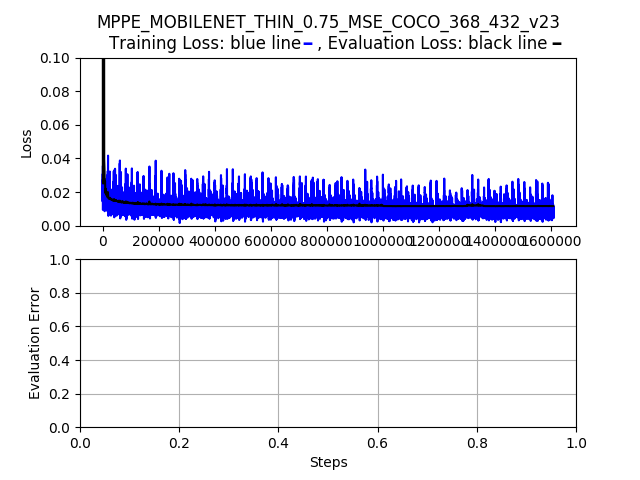 MPPE_MOBILENET_THIN_0.75_MSE_COCO_368_432_v23
Training Loss: blue line , Evaluation Loss: black line
0.10
0.08
0.06
0.04
0.02
0.00
Loss
0 200000 400000 600000 800000 1000000 1200000 1400000 1600000
1.0
0.8
0.6
0.4
0.2
0.0
Evaluation Error
0.0 0.2 0.4 0.6 0.8 1.0
Steps